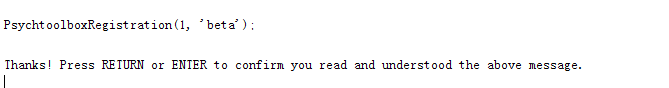 PsychtoolboxRegistration(1, 'beta');
Thanks! Press RETURN or ENTER to confirm you read and understood the above message.